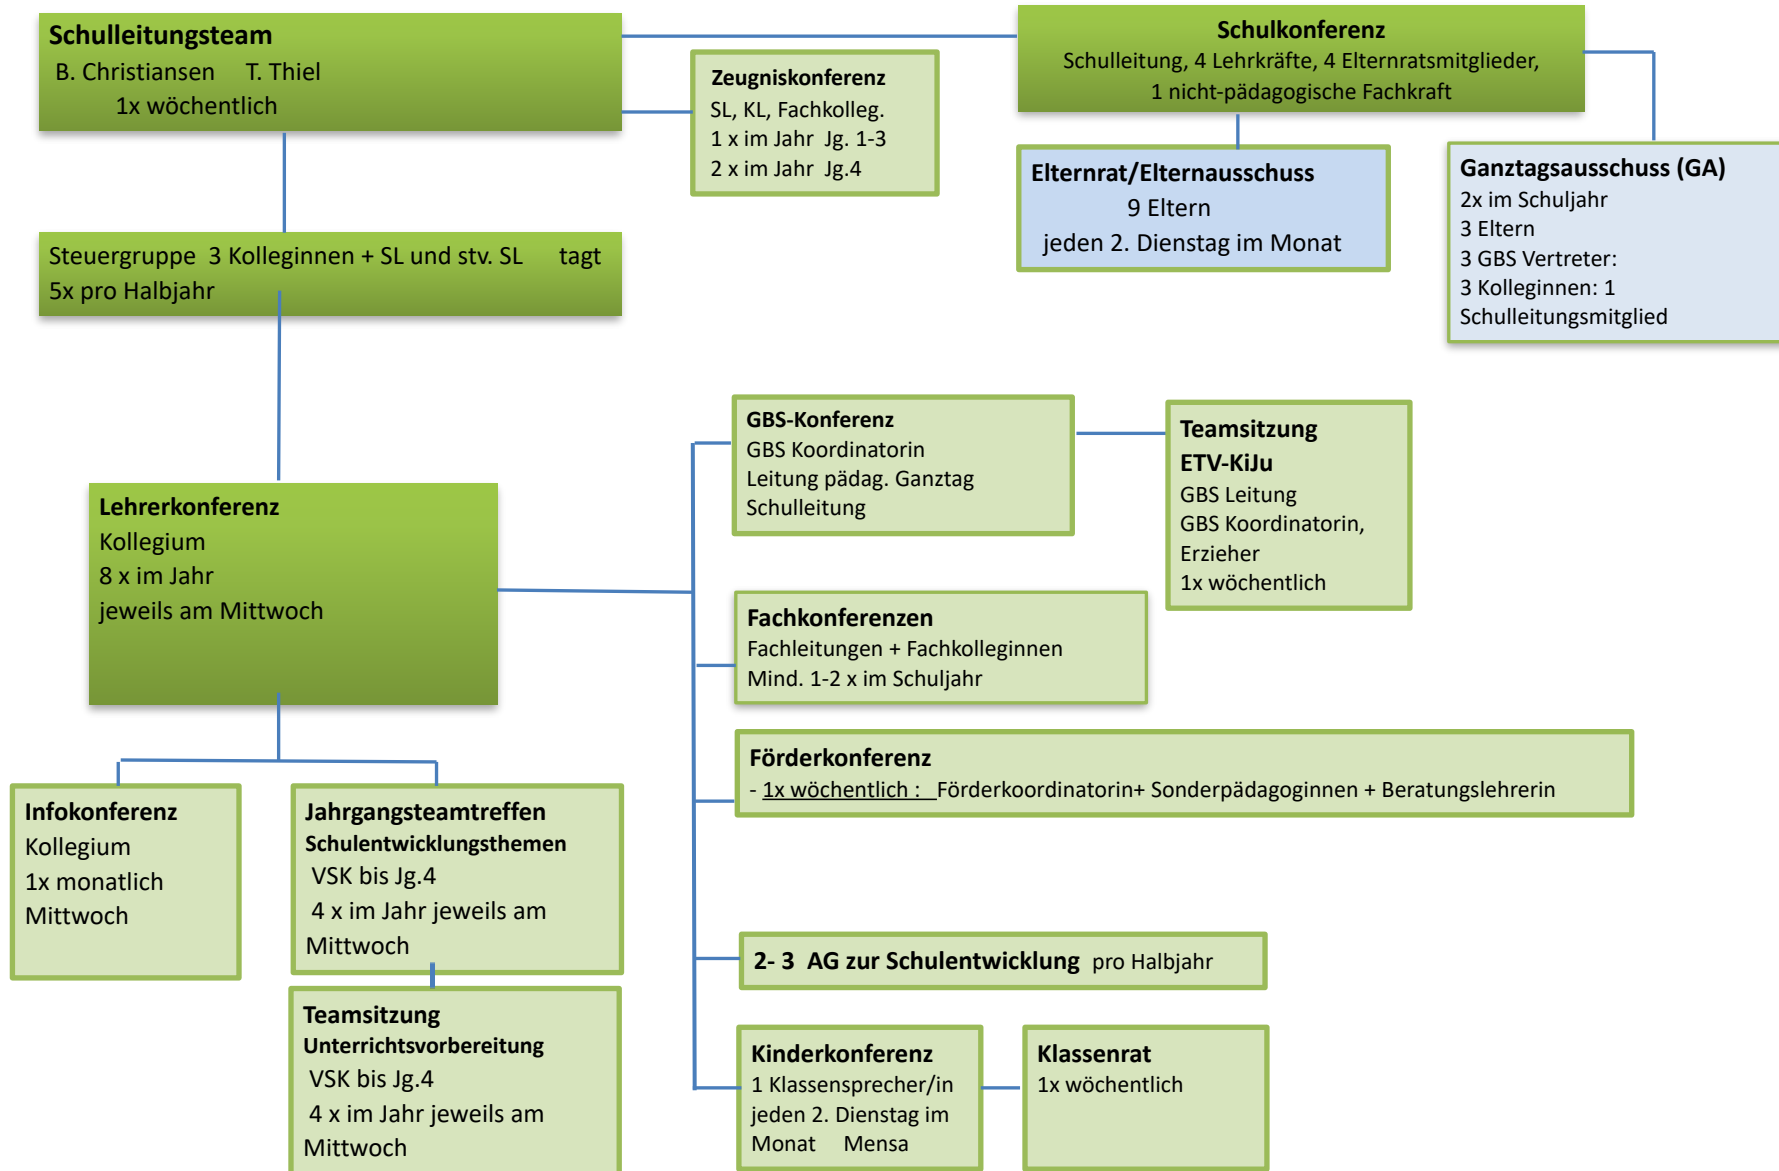 Schulleitungsteam
B. Christiansen T. Thiel
1x wöchentlich
Schulkonferenz
Schulleitung, 4 Lehrkräfte, 4 Elternratsmitglieder,
1 nicht-pädagogische Fachkraft
Zeugniskonferenz
SL, KL, Fachkolleg.
1 x im Jahr Jg. 1-3
2 x im Jahr Jg.4
Elternrat/Elternausschuss
9 Eltern
jeden 2. Dienstag im Monat
Ganztagsausschuss (GA)
2x im Schuljahr
3 Eltern
3 GBS Vertreter:
3 Kolleginnen: 1
Schulleitungsmitglied
Steuergruppe 3 Kolleginnen + SL und stv. SL tagt
5x pro Halbjahr
GBS-Konferenz
GBS Koordinatorin
Leitung pädag. Ganztag
Schulleitung
Teamsitzung
ETV-KiJu
GBS Leitung
GBS Koordinatorin,
Erzieher
1x wöchentlich
Lehrerkonferenz
Kollegium
8 x im Jahr
jeweils am Mittwoch
Fachkonferenzen
Fachleitungen + Fachkolleginnen
Mind. 1-2 x im Schuljahr
Förderkonferenz
- 1x wöchentlich : Förderkoordinatorin+ Sonderpädagoginnen + Beratungslehrerin
Infokonferenz
Kollegium
1x monatlich
Mittwoch
Jahrgangsteamtreffen
Schulentwicklungsthemen
VSK bis Jg.4
4 x im Jahr jeweils am
Mittwoch
2- 3 AG zur Schulentwicklung pro Halbjahr
Teamsitzung
Unterrichtsvorbereitung
VSK bis Jg.4
4 x im Jahr jeweils am
Mittwoch
Kinderkonferenz
1 Klassensprecher/in
jeden 2. Dienstag im
Monat Mensa
Klassenrat
1x wöchentlich